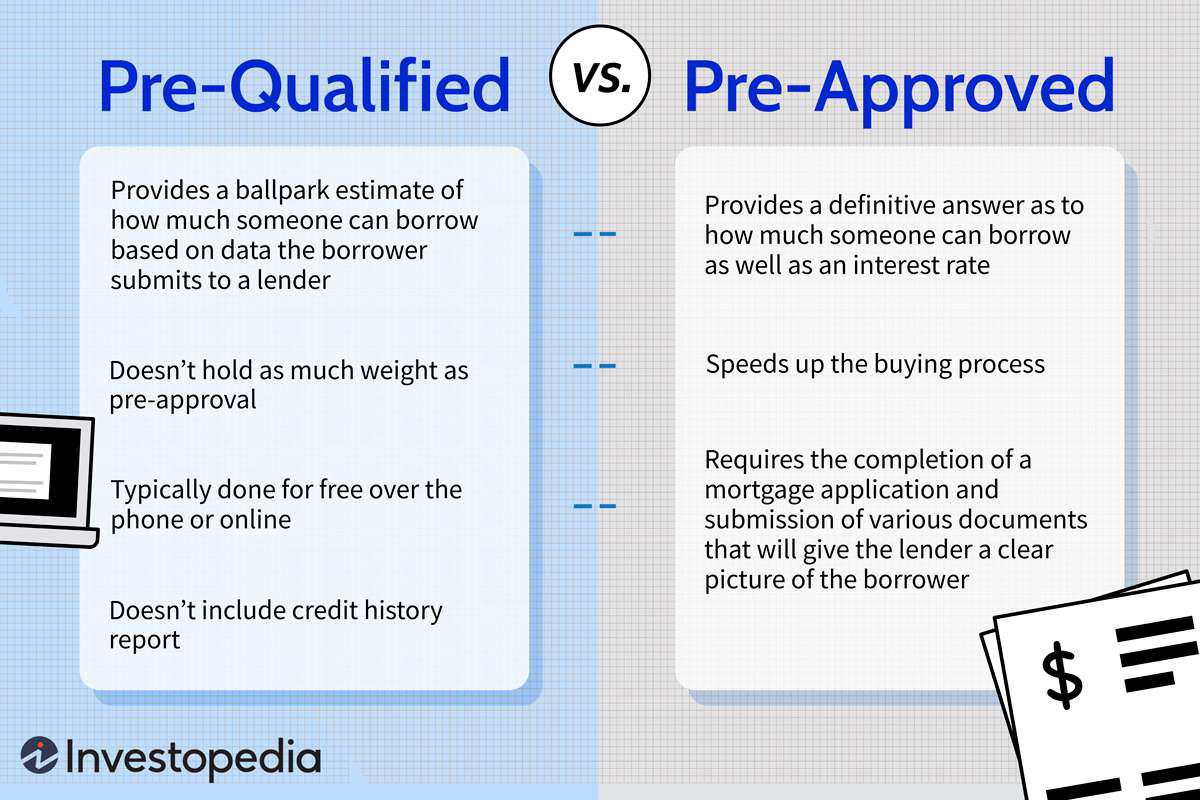 Pre-Qualified
VS.
Pre-Approved
Provides a ballpark estimate of
how much someone can borrow
based on data the borrower
submits to a lender
Doesn’t hold as much weight as
pre-approval
Typically done for free over the
phone or online
Doesn’t include credit history
report
Provides a definitive answer as to
how much someone can borrow
as well as an interest rate
Speeds up the buying process
Requires the completion of a
mortgage application and
submission of various documents
that will give the lender a clear
picture of the borrower
$
Investopedia